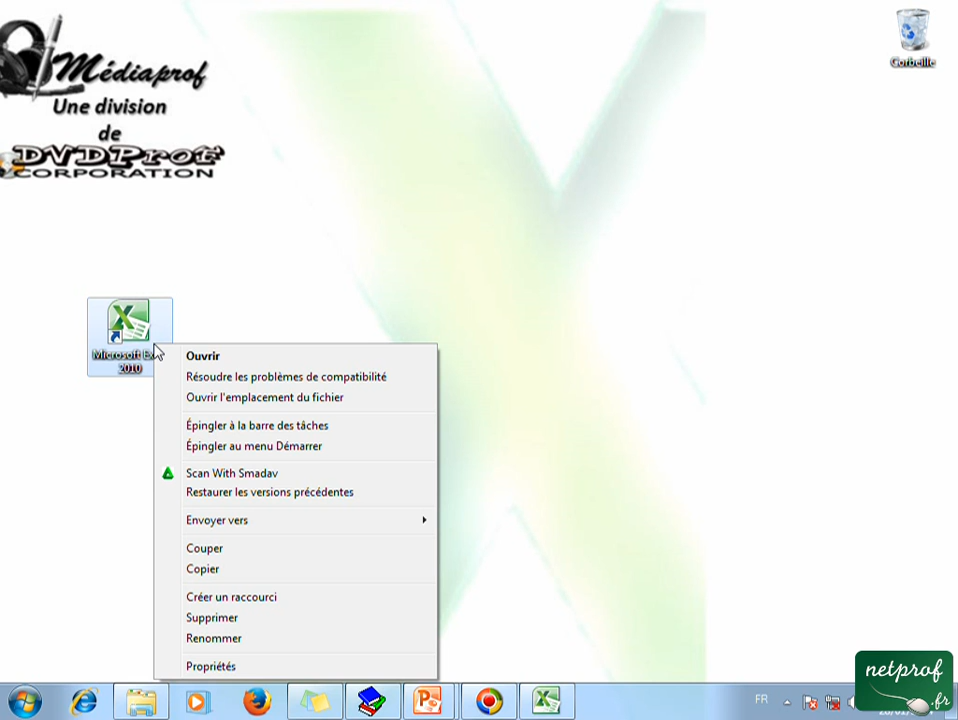 Médiaprof
Une division
de
DVDProf
CORPORATION
Corbeille
Microsoft
2010
Ouvrir
Résoudre les problèmes de compatibilité
Ouvrir l'emplacement du fichier
Épingler à la barre des tâches
Épingler au menu Démarrer
Scan With Smadav
Restaurer les versions précédentes
Envoyer vers
Couper
Copier
Créer un raccourci
Supprimer
Renommer
Propriétés
FR
netprof
.fr